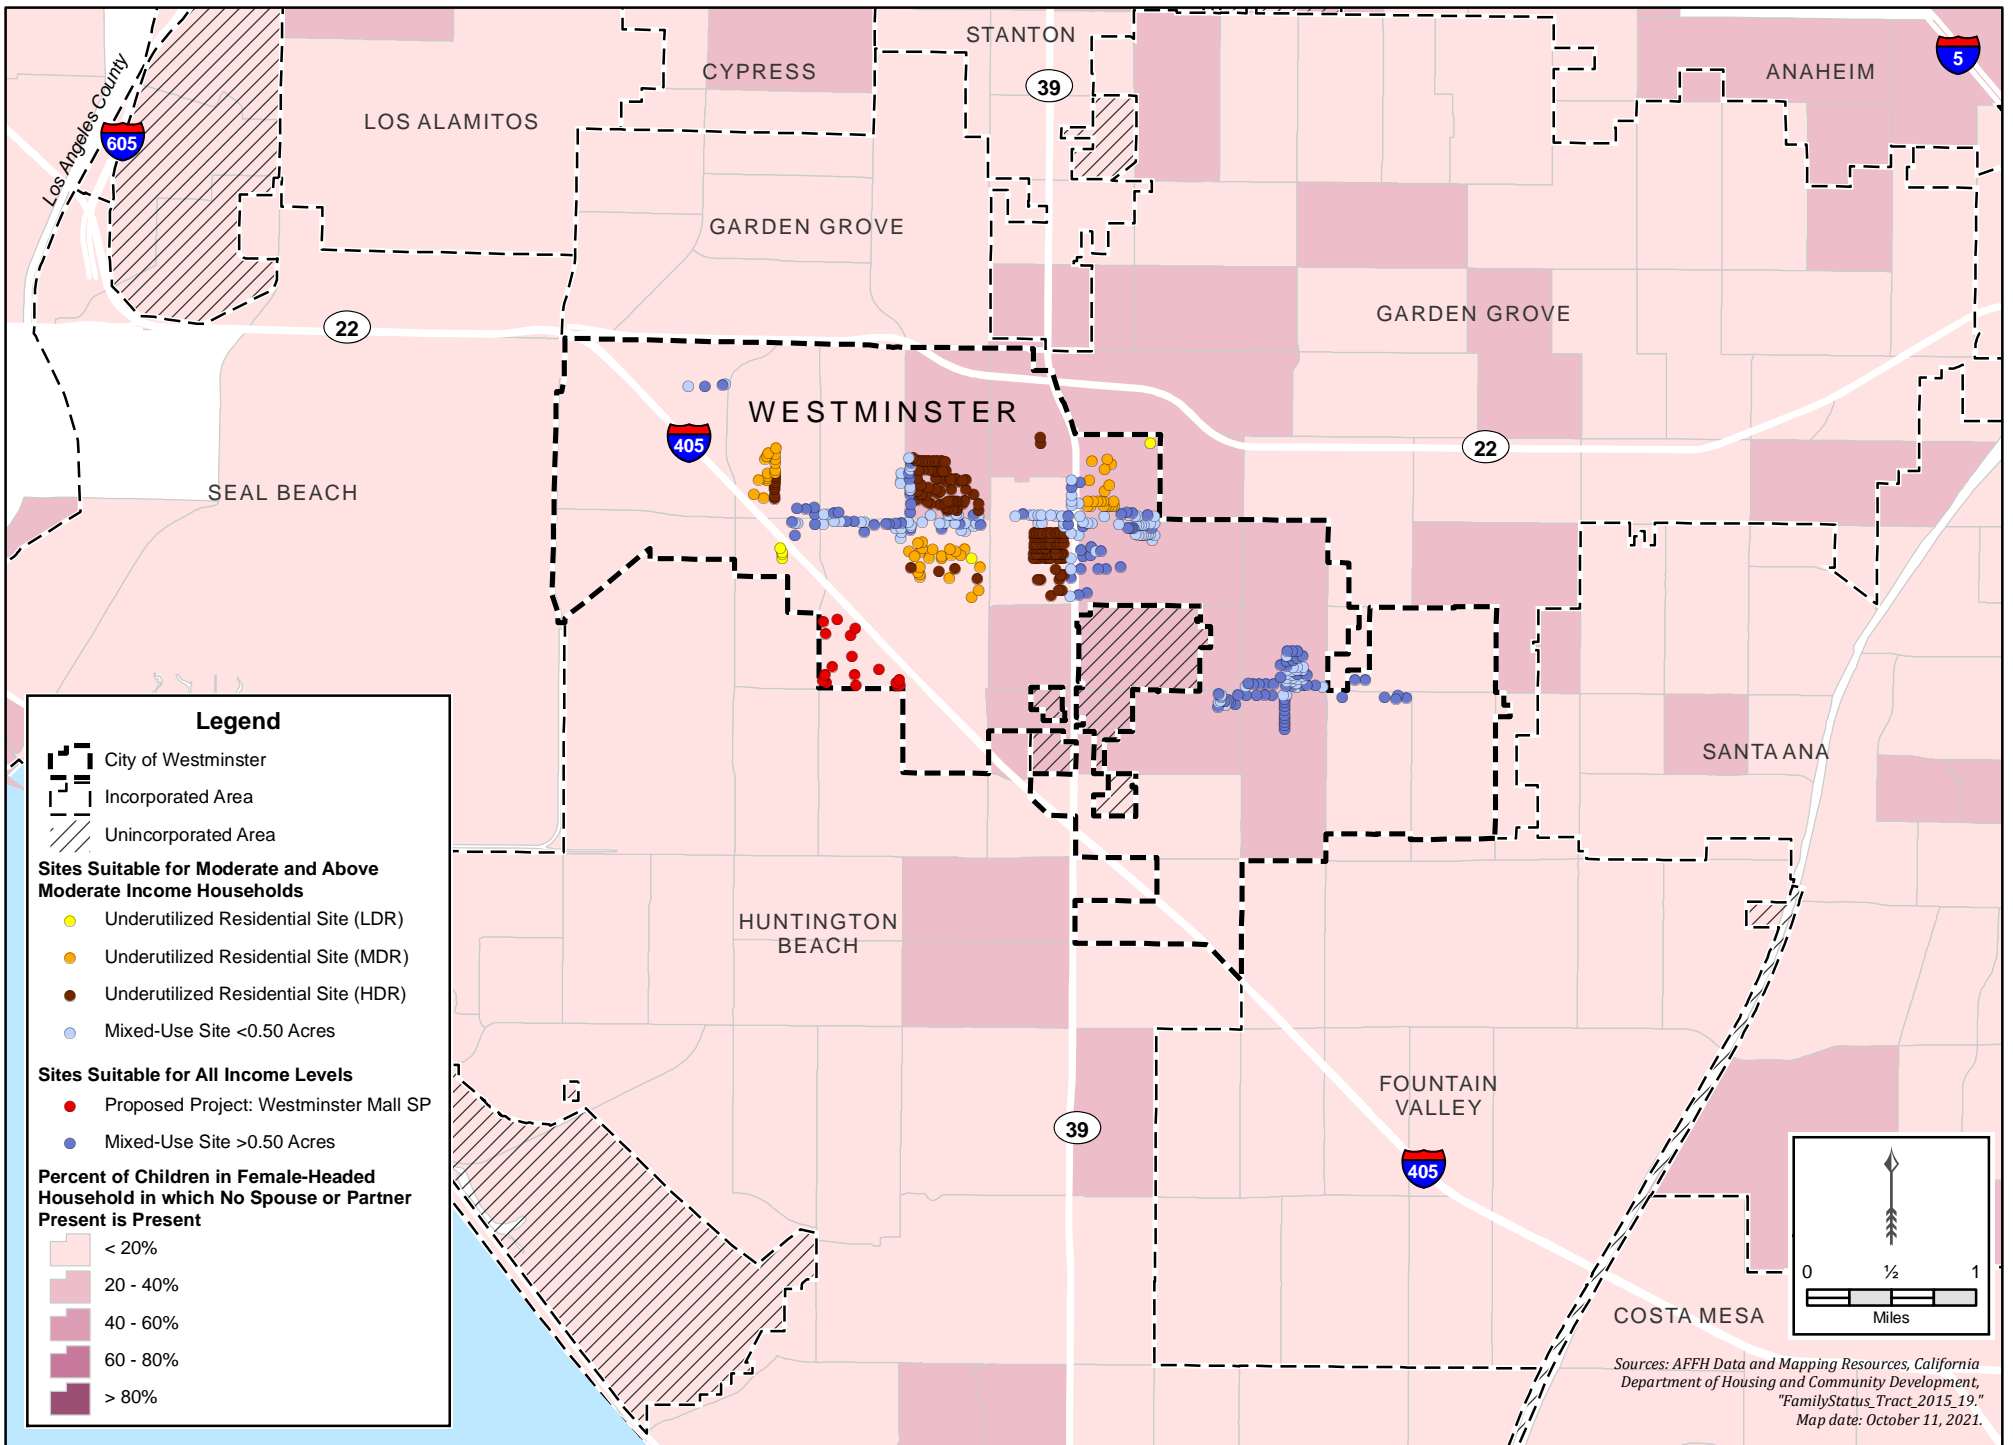 STANTON
CYPRESS
39
ANAHEIM
5
Los Angeles County
605
LOS ALAMITOS
GARDEN GROVE
22
GARDEN GROVE
WESTMINSTER
405
22
SEAL BEACH
SANTA ANA
HUNTINGTON
BEACH
FOUNTAIN
VALLEY
39
405
COSTA MESA
Legend
City of Westminster
Incorporated Area
Unincorporated Area
Sites Suitable for Moderate and Above
Moderate Income Households
Underutilized Residential Site (LDR)
Underutilized Residential Site (MDR)
Underutilized Residential Site (HDR)
Mixed-Use Site <0.50 Acres
Sites Suitable for All Income Levels
Proposed Project: Westminster Mall SP
Mixed-Use Site >0.50 Acres
Percent of Children in Female-Headed
Household in which No Spouse or Partner
Present is Present
< 20%
20 - 40%
40 - 60%
60 - 80%
> 80%
0 ½ 1
Miles
Sources: AFFH Data and Mapping Resources, California
Department of Housing and Community Development,
"FamilyStatus_Tract_2015_19."
Map date: October 11, 2021.